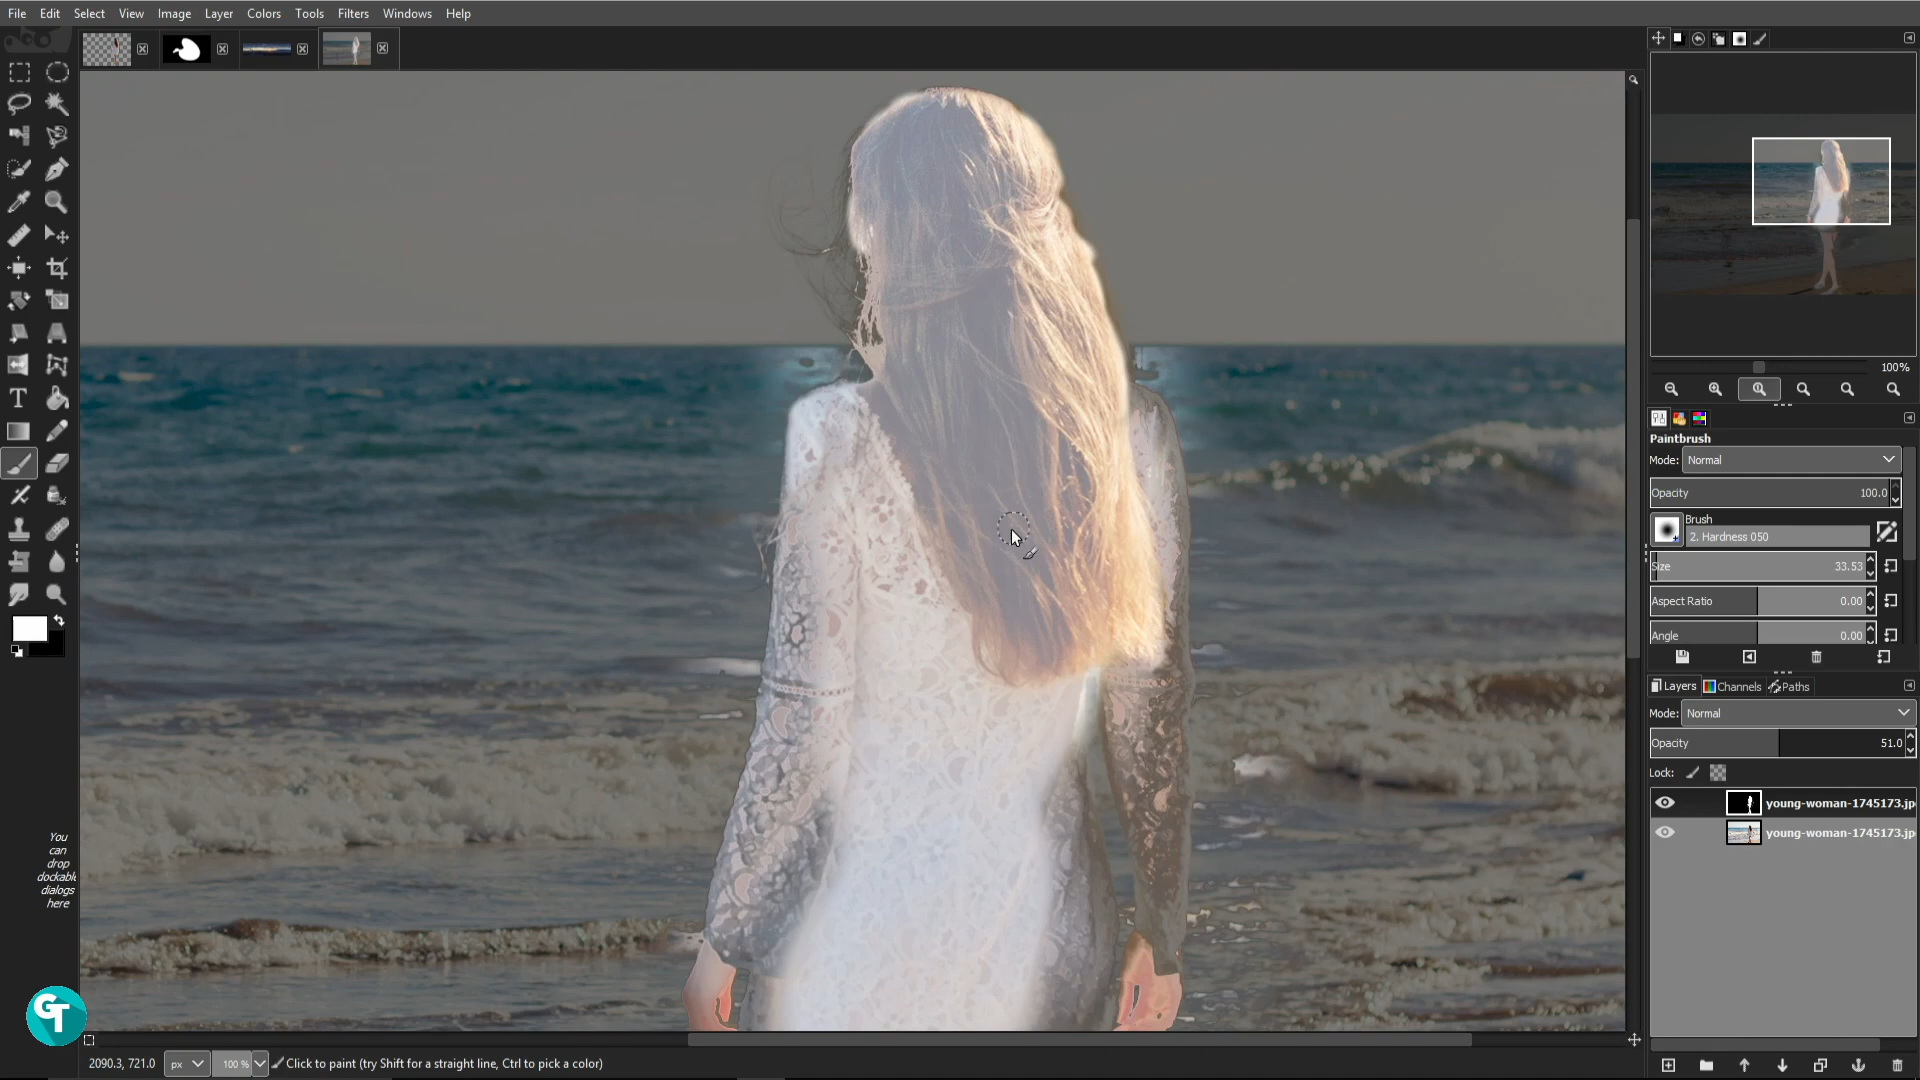 File Edit Select View Image Layer Colors Tools Filters Windows Help
100%
Paintbrush
Mode: Normal
Opacity 100.0
Brush
2. Hardness 050
Size 33.53
Aspect Ratio 0.00
Angle 0.00
Layers Channels Paths
Mode: Normal
Opacity 51.0
Lock:
young-woman-1745173.jp
young-woman-1745173.jp
You
can
drop
dockable
dialogs
here
GT
2090.3, 721.0 px 100 % Click to paint (try Shift for a straight line, Ctrl to pick a color)